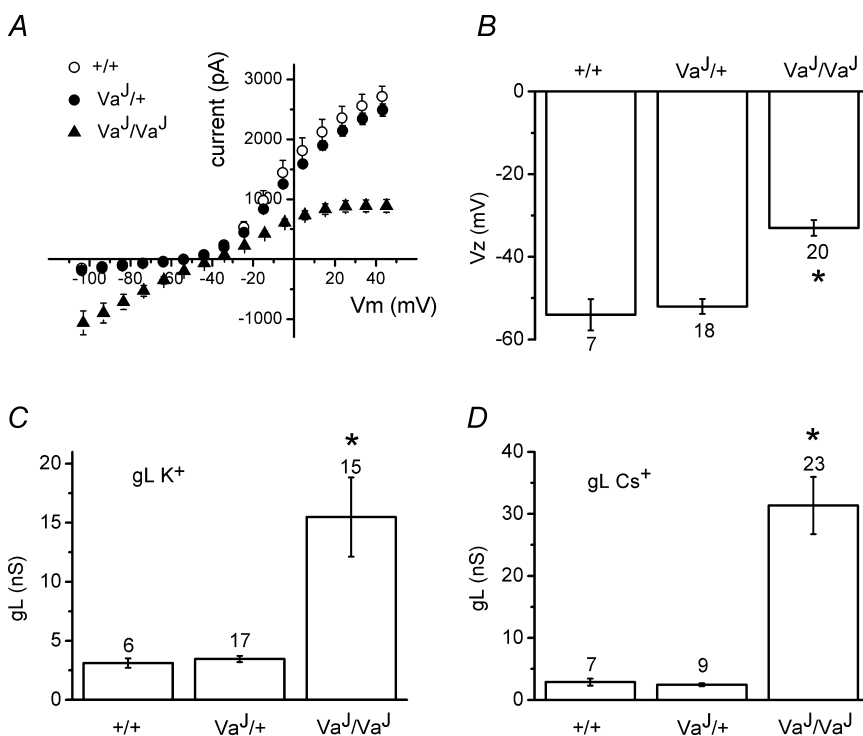 A
+/+
VaJ/+
VaJ/VaJ
current (pA)
3000
2000
1000
-1000
-100 -80 -60 -40 -20 20 40
Vm (mV)
B
+/+ VaJ/+ VaJ/VaJ
0
-20
-40
-60
Vz (mV)
7
18
20
*
C
gL K+
gL (nS)
20
15
10
5
0
6
17
15
*
+/+ VaJ/+ VaJ/VaJ
D
gL Cs+
gL (nS)
40
30
20
10
0
7
9
23
*
+/+ VaJ/+ VaJ/VaJ